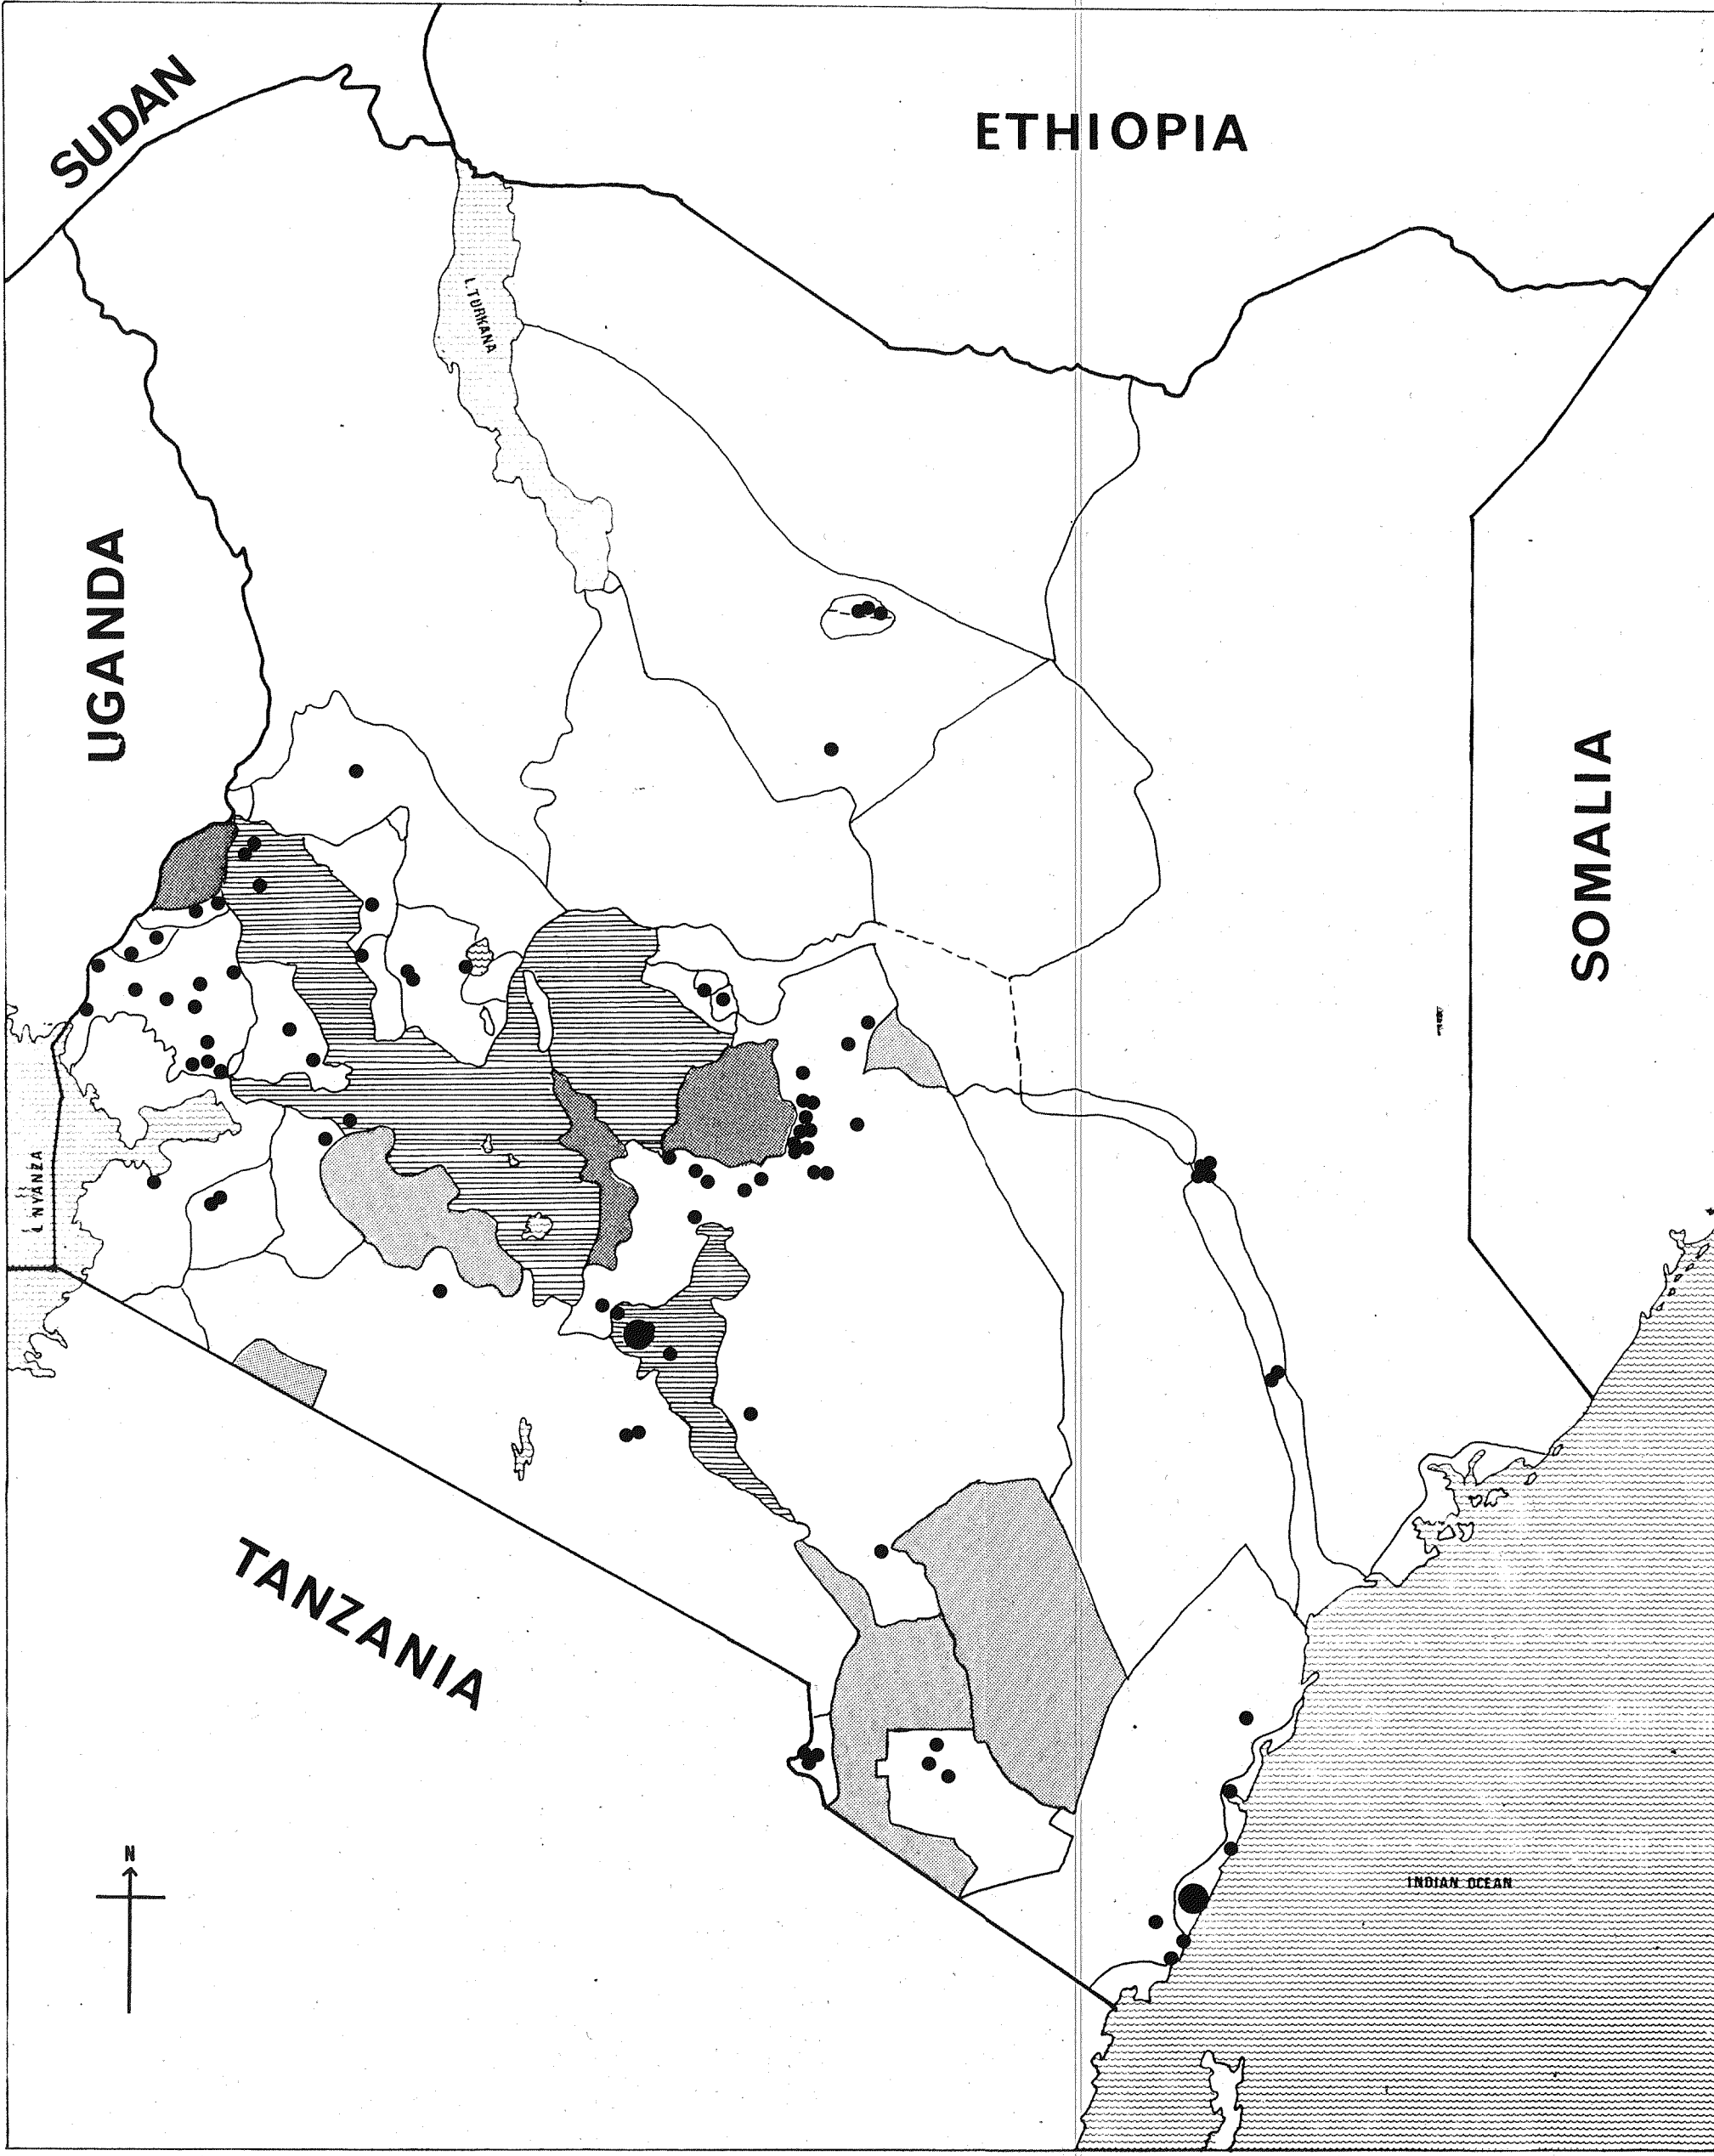 SUDAN
ETHIOPIA
L. TURKANA
UGANDA
SOMALIA
L. NYANZA
TANZANIA
N
INDIAN OCEAN